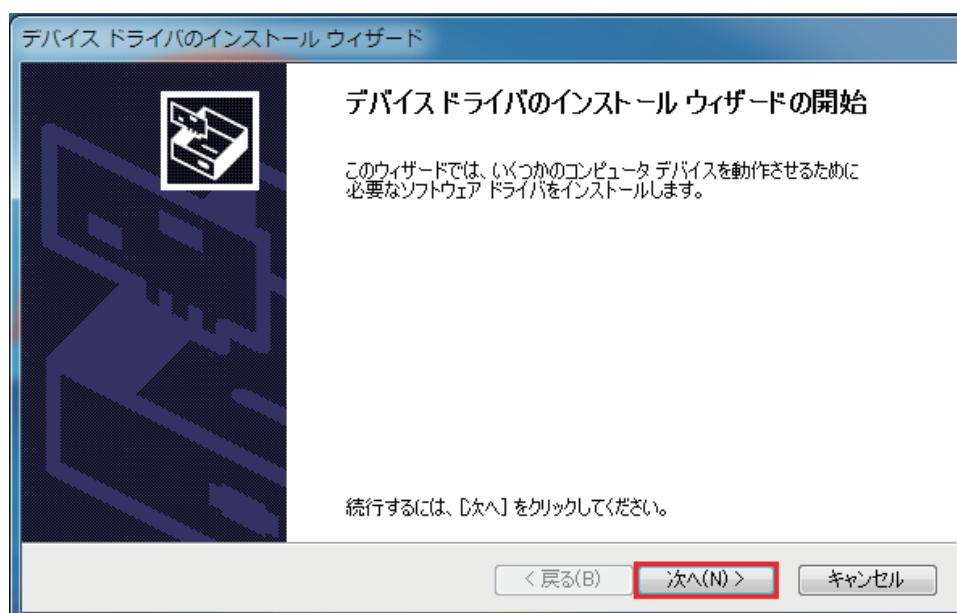 デバイス ドライバのインストール ウィザード
デバイス ドライバのインストール ウィザードの開始
このウィザードでは、いくつかのコンピュータ デバイスを動作させるために
必要なソフトウェア ドライバをインストールします。
続行するには、[次へ] をクリックしてください。
< 戻る(B)
次へ(N) >
キャンセル